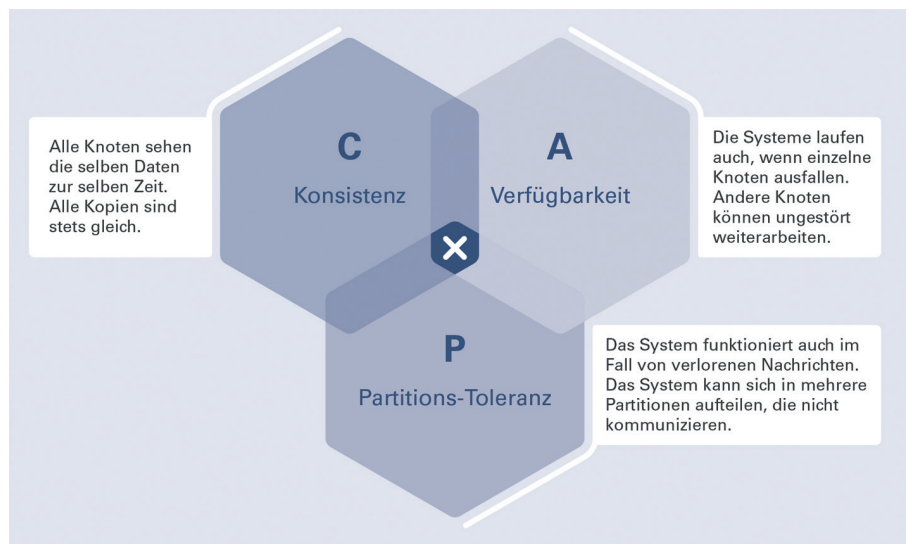 Alle Knoten sehen
die selben Daten
zur selben Zeit.
Alle Kopien sind
stets gleich.
C
Konsistenz
A
Verfügbarkeit
Die Systeme laufen
auch, wenn einzelne
Knoten ausfallen.
Andere Knoten
können ungestört
weiterarbeiten.
P
Partitions-Toleranz
Das System funktioniert auch im
Fall von verlorenen Nachrichten.
Das System kann sich in mehrere
Partitionen aufteilen, die nicht
kommunizieren.